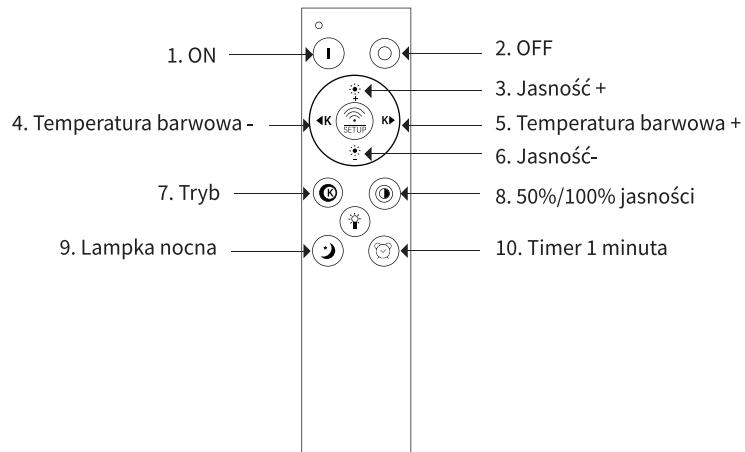 1. ON
2. OFF
3. Jasność +
4. Temperatura barwowa -
K
SETUP
K
5. Temperatura barwowa +
6. Jasność-
7. Tryb
K
8. 50%/100% jasności
9. Lampka nocna
10. Timer 1 minuta